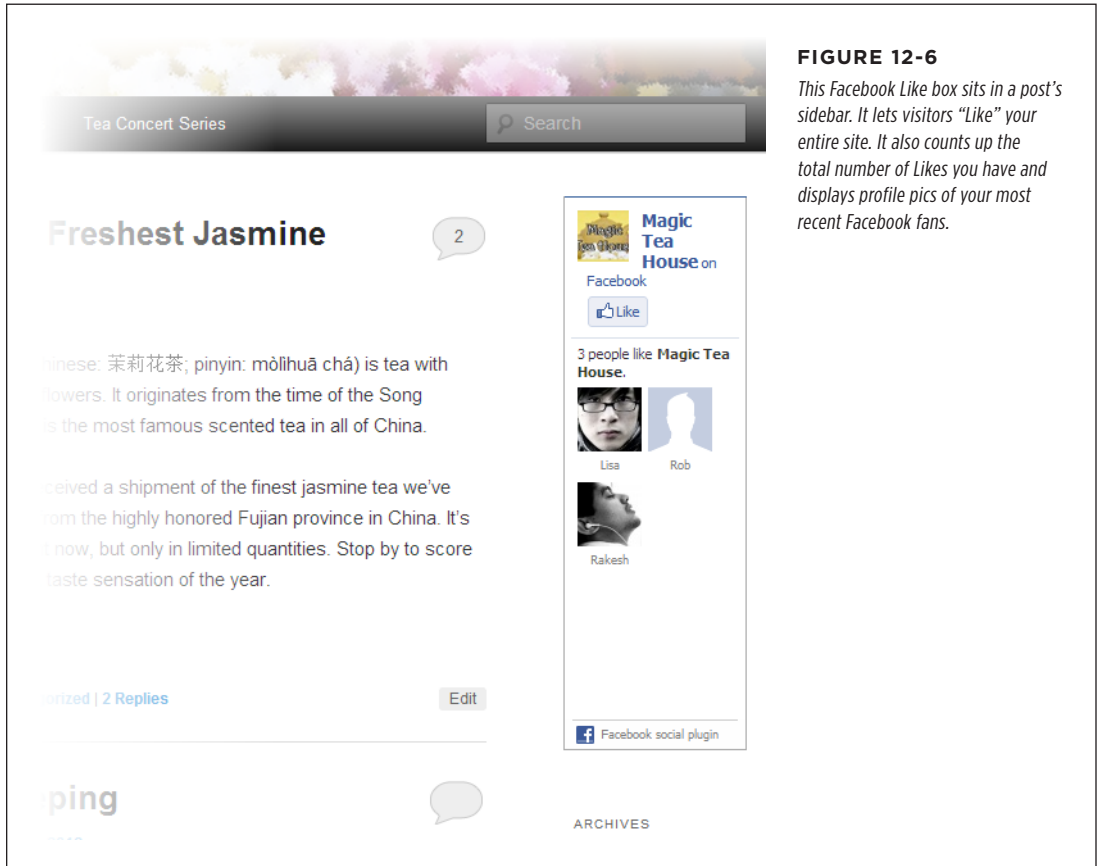 FIGURE 12-6
This Facebook Like box sits in a post's
sidebar. It lets visitors “Like” your
entire site. It also counts up the
total number of Likes you have and
displays profile pics of your most
recent Facebook fans.
Tea Concert Series
Search
Freshest Jasmine
2
茉莉花茶; pinyin: mòlìhuā chá) is tea with
flowers. It originates from the time of the Song
is the most famous scented tea in all of China.
a shipment of the finest jasmine tea we've
from the highly honored Fujian province in China. It's
now, but only in limited quantities. Stop by to score
taste sensation of the year.
| 2 Replies
Edit
ARCHIVES
Magic
Tea
House on
Facebook
Like
3 people like Magic Tea
House.
Lisa
Rob
Rakesh
Facebook social plugin